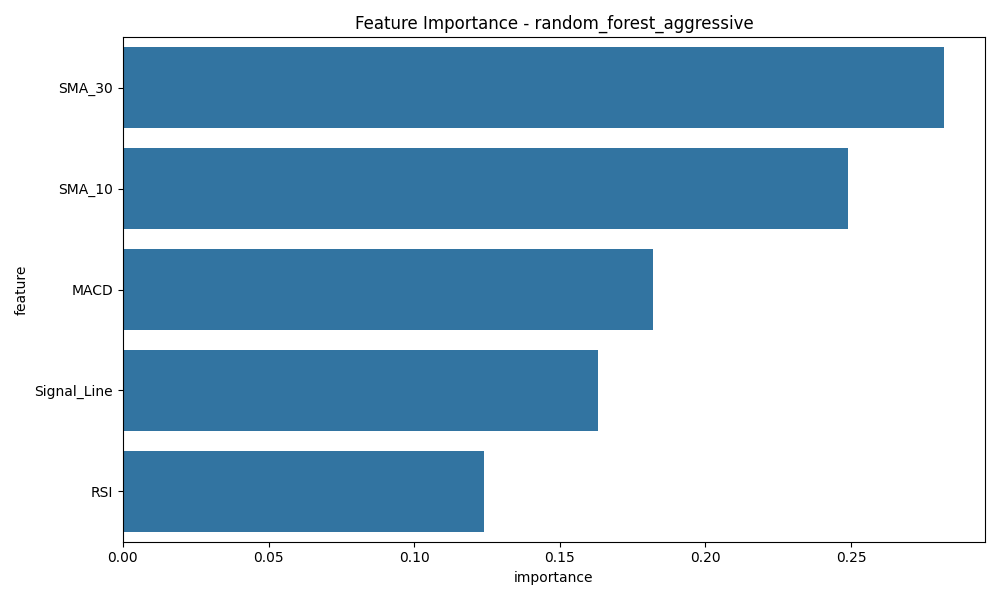 Feature Importance - random_forest_aggressive
SMA_30
SMA_10
MACD
Signal_Line
RSI
feature
0.00 0.05 0.10 0.15 0.20 0.25
importance